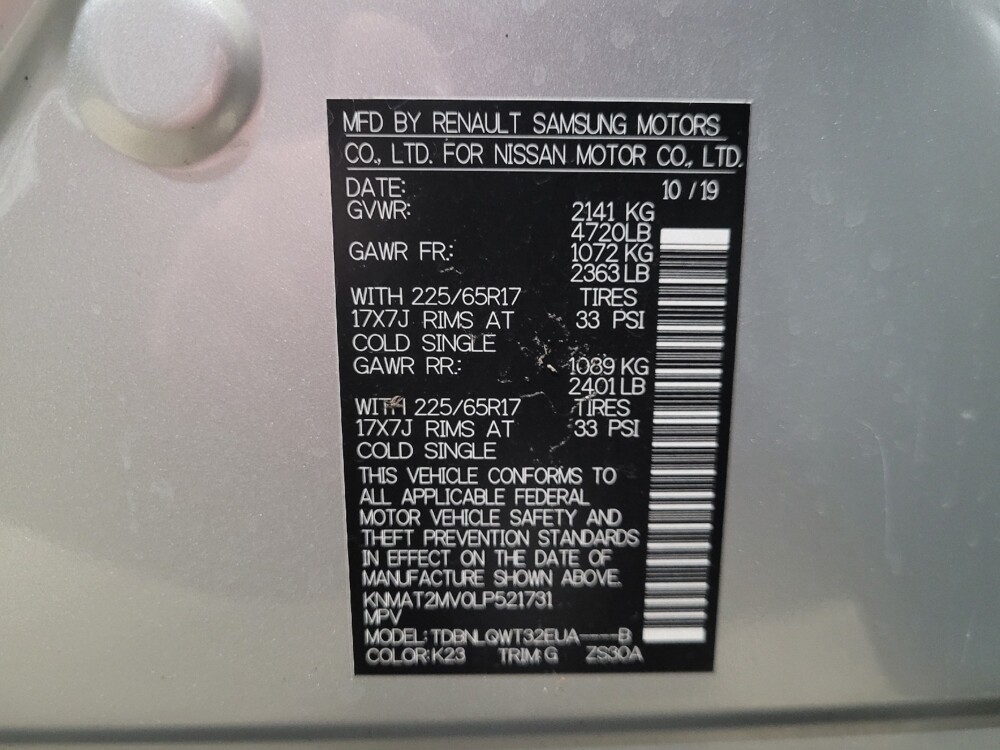 MFD BY RENAULT SAMSUNG MOTORS
CO., LTD. FOR NISSAN MOTOR CO., LTD.
DATE: 10 / 19
GVWR: 2141 KG
4720LB
GAWR FR.: 1072 KG
2363 LB
WITH 225/65R17 TIRES
17X7J RIMS AT 33 PSI
COLD SINGLE
GAWR RR.: 1089 KG
2401 LB
WITH 225/65R17 TIRES
17X7J RIMS AT 33 PSI
COLD SINGLE
THIS VEHICLE CONFORMS TO
ALL APPLICABLE FEDERAL
MOTOR VEHICLE SAFETY AND
THEFT PREVENTION STANDARDS
IN EFFECT ON THE DATE OF
MANUFACTURE SHOWN ABOVE.
KNMAT2MV0LP521731
MPV
MODEL: TDBNLQWT32EUA----B
COLOR: K23 TRIM: G ZS30A